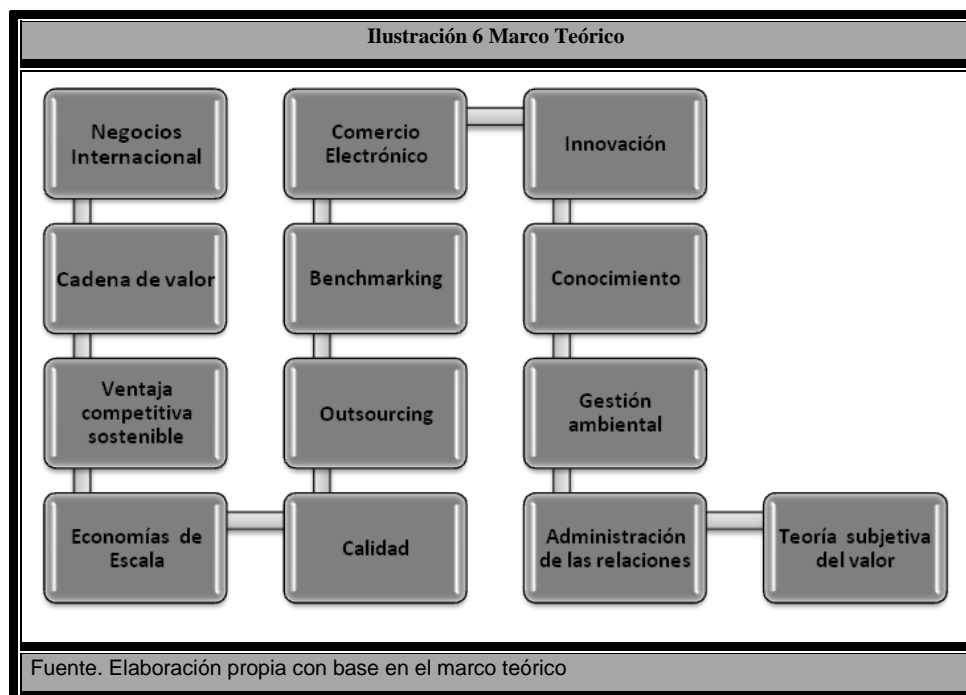 Ilustración 6 Marco Teórico
Negocios
Internacional
Cadena de valor
Ventaja
competitiva
sostenible
Economías de
Escala
Calidad
Outsourcing
Benchmarking
Comercio
Electrónico
Innovación
Conocimiento
Gestión
ambiental
Administración
de las relaciones
Teoría subjetiva
del valor
Fuente. Elaboración propia con base en el marco teórico